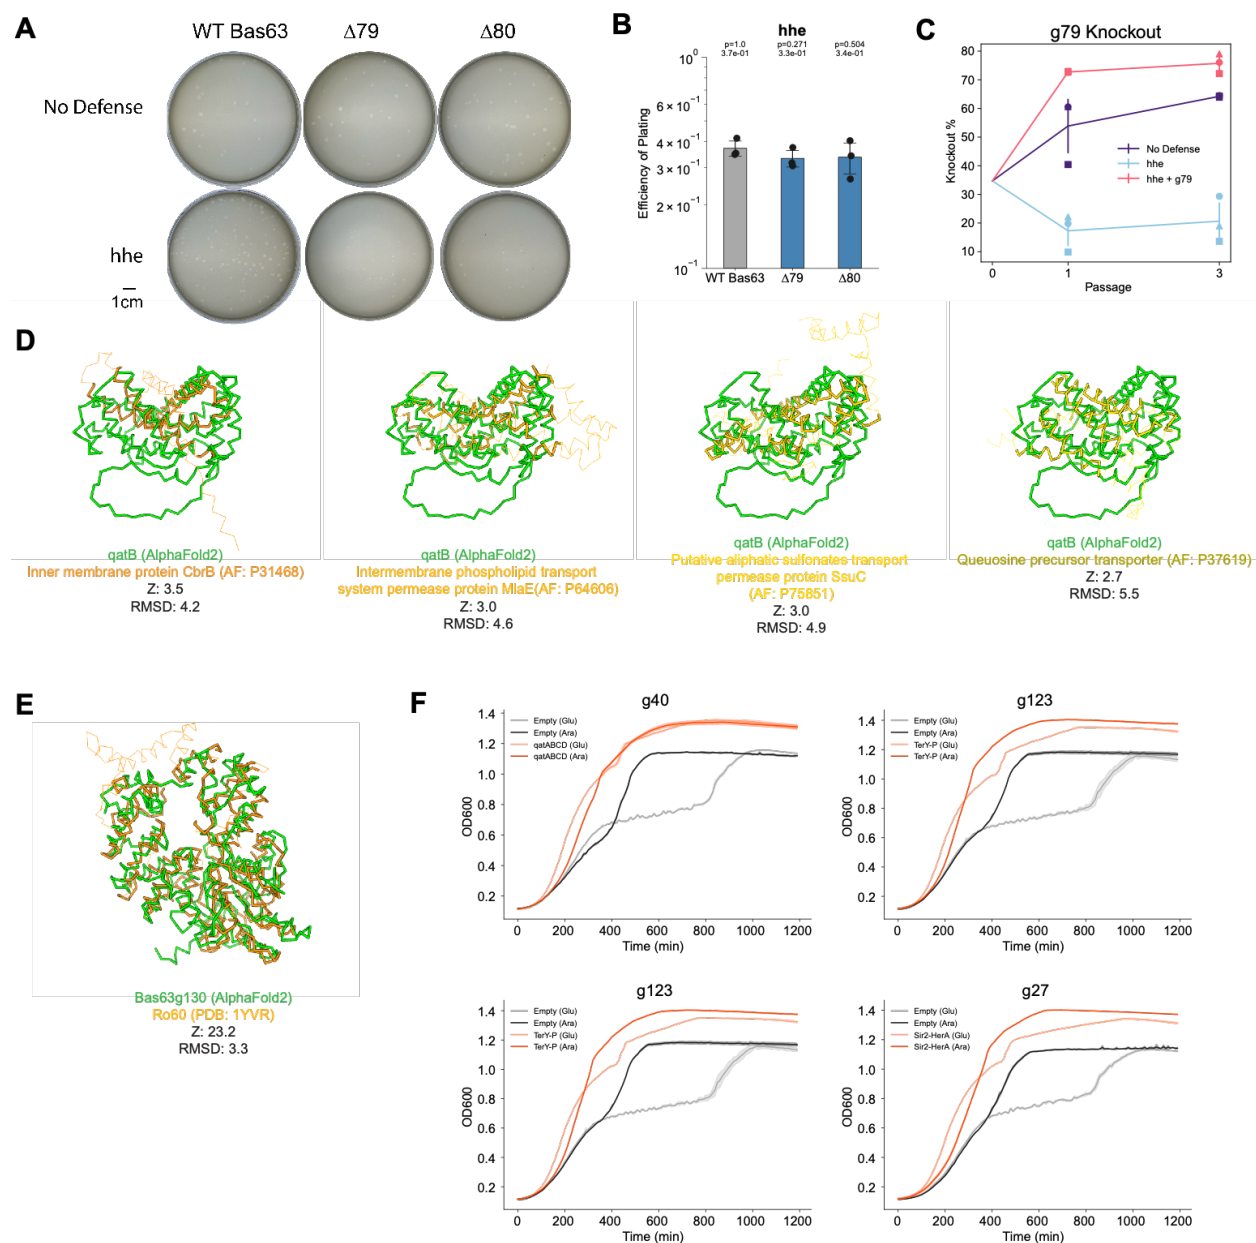 A
WT Bas63
Δ79
Δ80
No Defense
hhe
1cm
B
hhe
p=1.0
3.7e-01
p=0.271
3.3e-01
p=0.504
3.4e-01
Efficiency of Plating
10⁰
6 × 10⁻¹
4 × 10⁻¹
3 × 10⁻¹
2 × 10⁻¹
10⁻¹
WT Bas63
Δ79
Δ80
C
g79 Knockout
Knockout %
80
70
60
50
40
30
20
10
No Defense
hhe
hhe + g79
0
1
3
Passage
D
qatB (AlphaFold2)
Inner membrane protein CbrB (AF: P31468)
Z: 3.5
RMSD: 4.2
qatB (AlphaFold2)
Intermembrane phospholipid transport
system permease protein MlaE(AF: P64606)
Z: 3.0
RMSD: 4.6
qatB (AlphaFold2)
Putative aliphatic sulfonates transport
permease protein SsuC
(AF: P75851)
Z: 3.0
RMSD: 4.9
qatB (AlphaFold2)
Queuosine precursor transporter (AF: P37619)
Z: 2.7
RMSD: 5.5
E
Bas63g130 (AlphaFold2)
Ro60 (PDB: 1YVR)
Z: 23.2
RMSD: 3.3
F
g40
OD600
1.4
1.2
1.0
0.8
0.6
0.4
0.2
Empty (Glu)
Empty (Ara)
qatABCD (Glu)
qatABCD (Ara)
0 200 400 600 800 1000 1200
Time (min)
g123
OD600
1.4
1.2
1.0
0.8
0.6
0.4
0.2
Empty (Glu)
Empty (Ara)
TerY-P (Glu)
TerY-P (Ara)
0 200 400 600 800 1000 1200
Time (min)
g123
OD600
1.4
1.2
1.0
0.8
0.6
0.4
0.2
Empty (Glu)
Empty (Ara)
TerY-P (Glu)
TerY-P (Ara)
0 200 400 600 800 1000 1200
Time (min)
g27
OD600
1.4
1.2
1.0
0.8
0.6
0.4
0.2
Empty (Glu)
Empty (Ara)
Sir2-HerA (Glu)
Sir2-HerA (Ara)
0 200 400 600 800 1000 1200
Time (min)